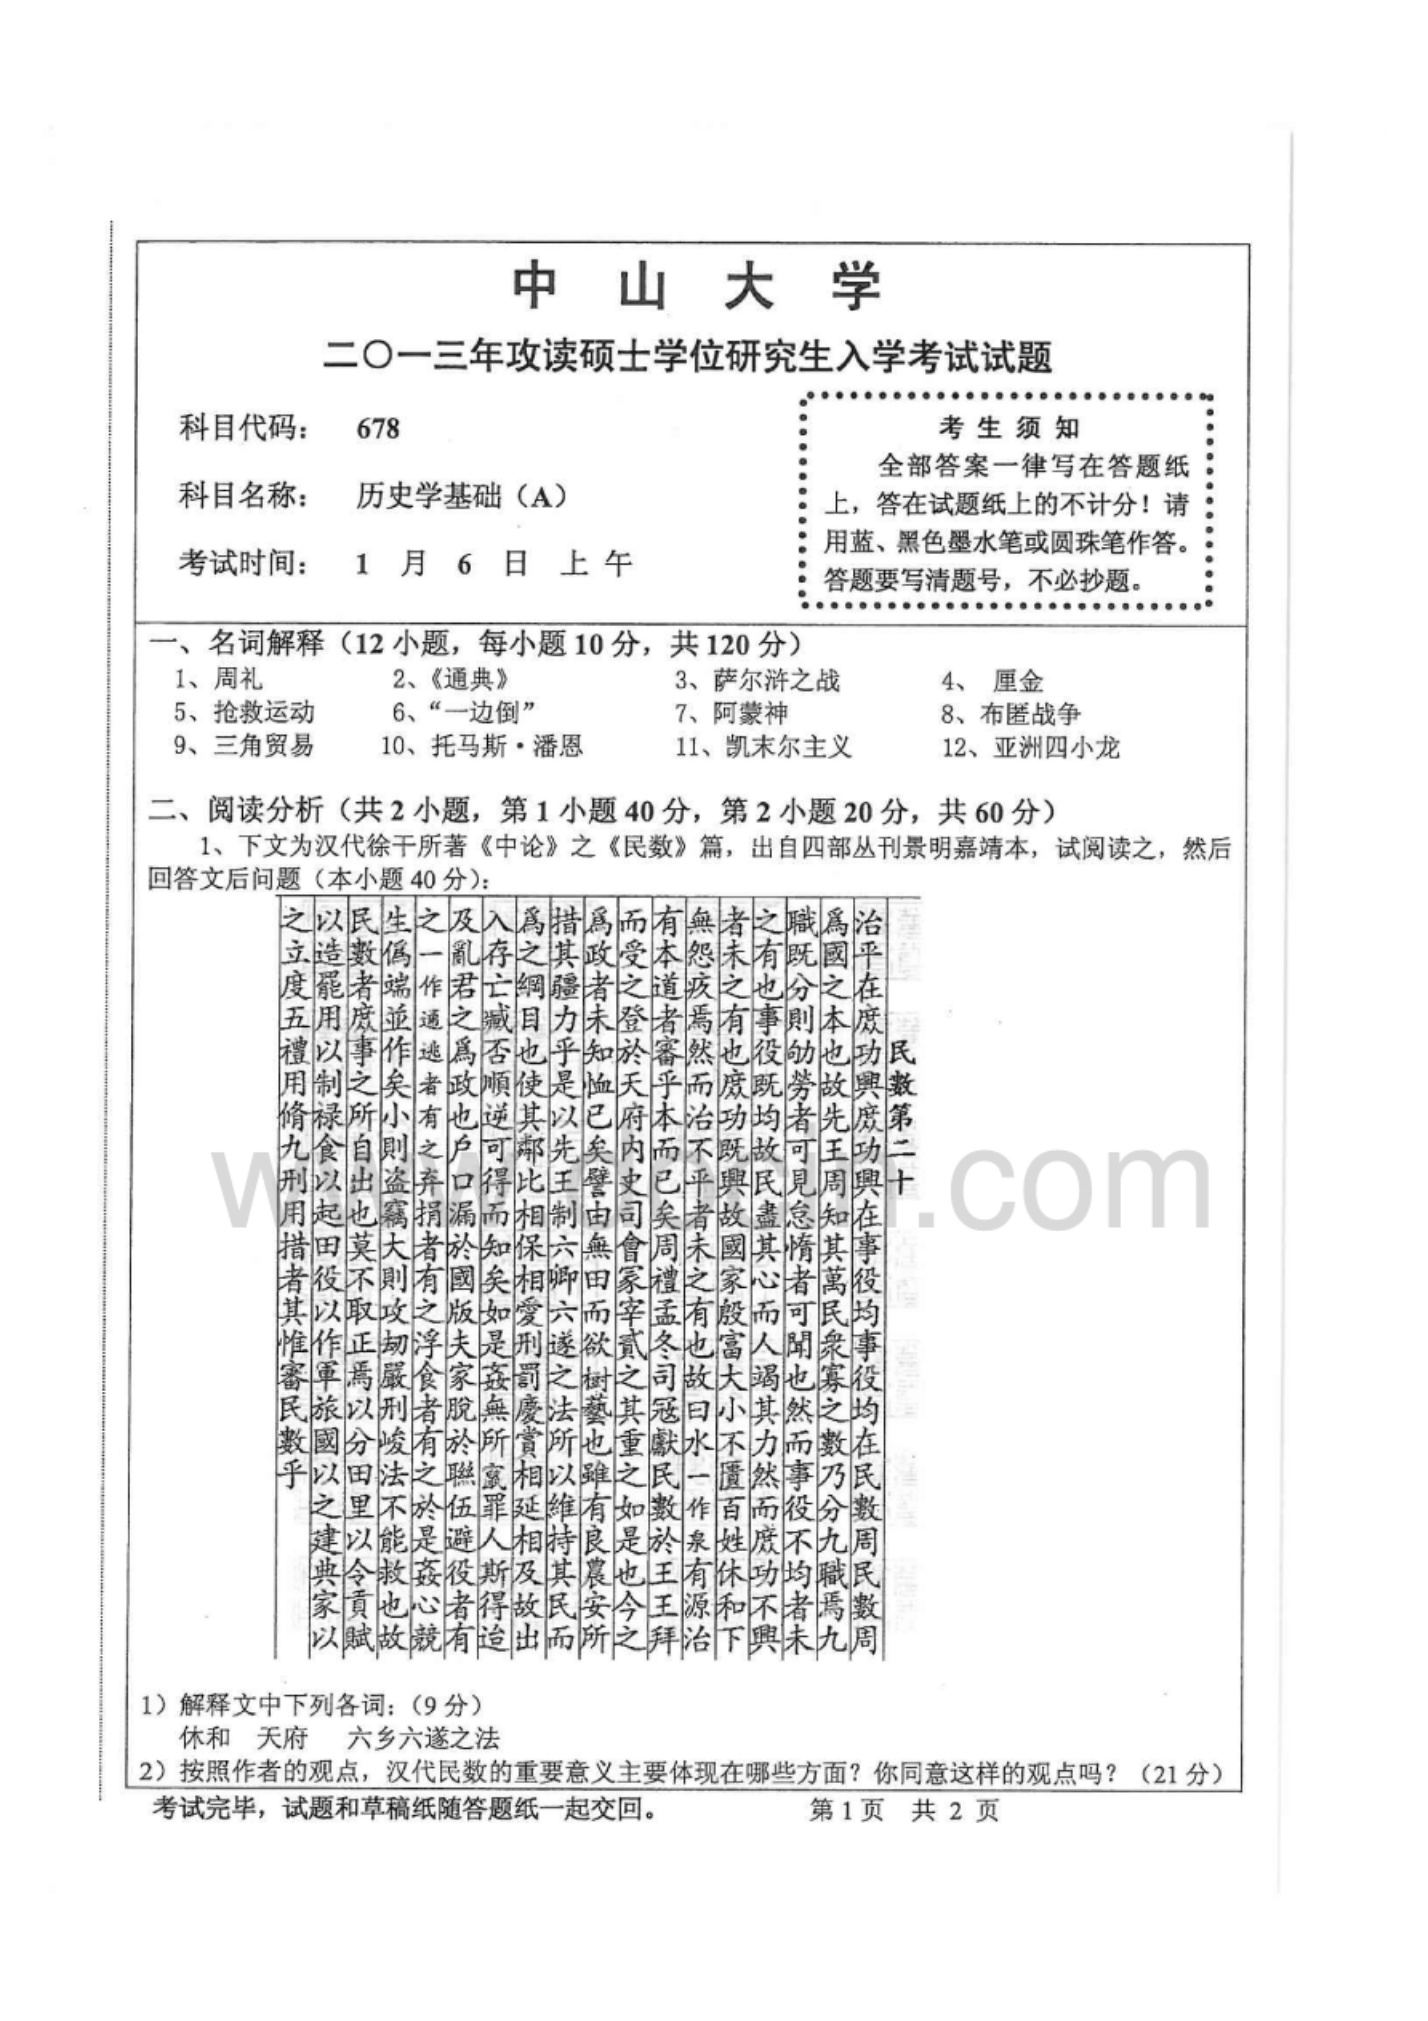 中 山 大 学
二〇一三年攻读硕士学位研究生入学考试试题
科目代码： 678
科目名称： 历史学基础（A）
考试时间： 1 月 6 日 上 午
考 生 须 知
全部答案一律写在答题纸
上，答在试题纸上的不计分！请
用蓝、黑色墨水笔或圆珠笔作答。
答题要写清题号，不必抄题。
一、名词解释（12 小题，每小题 10 分，共 120 分）
1、周礼 2、《通典》 3、萨尔浒之战 4、 厘金
5、抢救运动 6、“一边倒” 7、阿蒙神 8、布匿战争
9、三角贸易 10、托马斯·潘恩 11、凯末尔主义 12、亚洲四小龙
二、阅读分析（共 2 小题，第 1 小题 40 分，第 2 小题 20 分，共 60 分）
1、下文为汉代徐干所著《中论》之《民数》篇，出自四部丛刊景明嘉靖本，试阅读之，然后
回答文后问题（本小题 40 分）：
民數第二十
治平在庶功興庶功興在事役均事役均在民數周民數周
爲國之本也故先王周知其萬民衆寡之數乃分九職焉九
職既分則劬勞者可見怠惰者可聞也然而事役不均者未
之有也事役既均故民盡其心而人竭其力然而庶功不興
者未之有也庶功既興故國家殷富大小不匱百姓休和下
無怨疚焉然而治不平者未之有也故曰水一作泉有源治
有本道者審乎本而已矣周禮孟冬司寇獻民數於王王拜
而受之登於天府内史司會冢宰貳之其重之如是也今之
爲政者未知恤已矣譬由無田而欲樹藝也雖有良農安所
措其疆力乎是以先王制六卿六遂之法所以維持其民而
爲之綱目也使其鄰比相保相愛刑罰慶賞相延相及故出
入存亡臧否順逆可得而知矣如是姦無所竄罪人斯得迨
及亂君之爲政也戶口漏於國版夫家脫於聯伍避役者有
之一作逋逃者有之弃捐者有之浮食者有之於是姦心競
生僞端並作矣小則盜竊大則攻劫嚴刑峻法不能救也故
民數者庶事之所自出也莫不取正焉以分田里以令貢賦
以造罷用以制禄食以起田役以作軍旅國以之建典家以
之立度五禮用脩九刑用措者其惟審民數乎
www. .com
1）解释文中下列各词：（9 分）
休和 天府 六乡六遂之法
2）按照作者的观点，汉代民数的重要意义主要体现在哪些方面？你同意这样的观点吗？（21 分）
考试完毕，试题和草稿纸随答题纸一起交回。 第 1 页 共 2 页